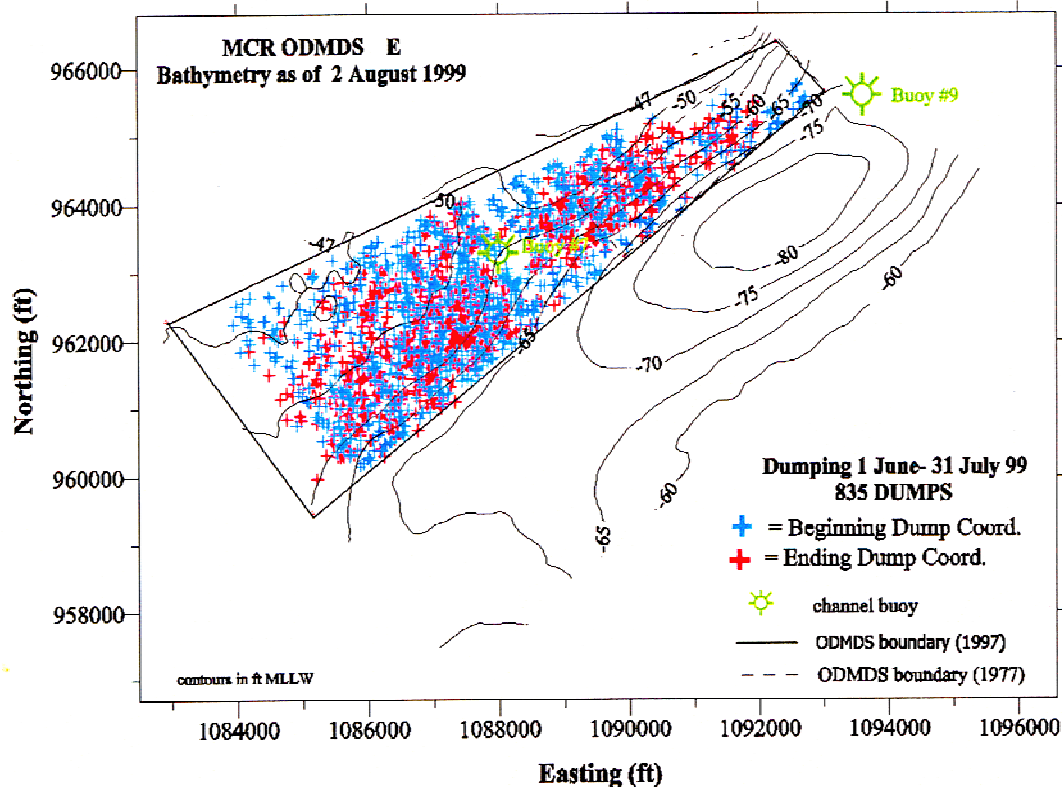 MCR ODMDS E
Bathymetry as of 2 August 1999
966000
964000
962000
960000
958000
Northing (ft)
-47
-50
-55
-60
-65
-70
-75
Buoy #9
-50
-42
Buoy
-65
-80
-75
-70
-60
-60
-65
Dumping 1 June- 31 July 99
835 DUMPS
= Beginning Dump Coord.
= Ending Dump Coord.
channel buoy
ODMDS boundary (1997)
ODMDS boundary (1977)
contours in ft MLLW
1084000
1086000
1088000
1090000
1092000
1094000
1096000
Easting (ft)